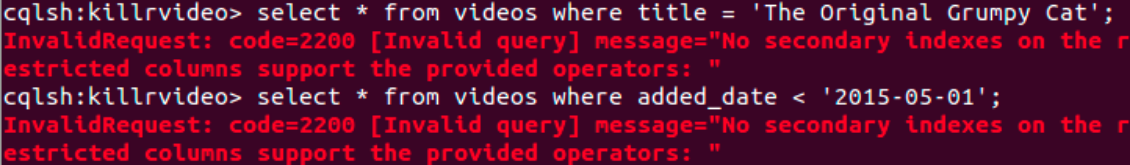 cqlsh:killrvideo> select * from videos where title = 'The Original Grumpy Cat';
InvalidRequest: code=2200 [Invalid query] message="No secondary indexes on the r
estricted columns support the provided operators: "
cqlsh:killrvideo> select * from videos where added_date < '2015-05-01';
InvalidRequest: code=2200 [Invalid query] message="No secondary indexes on the r
estricted columns support the provided operators: "